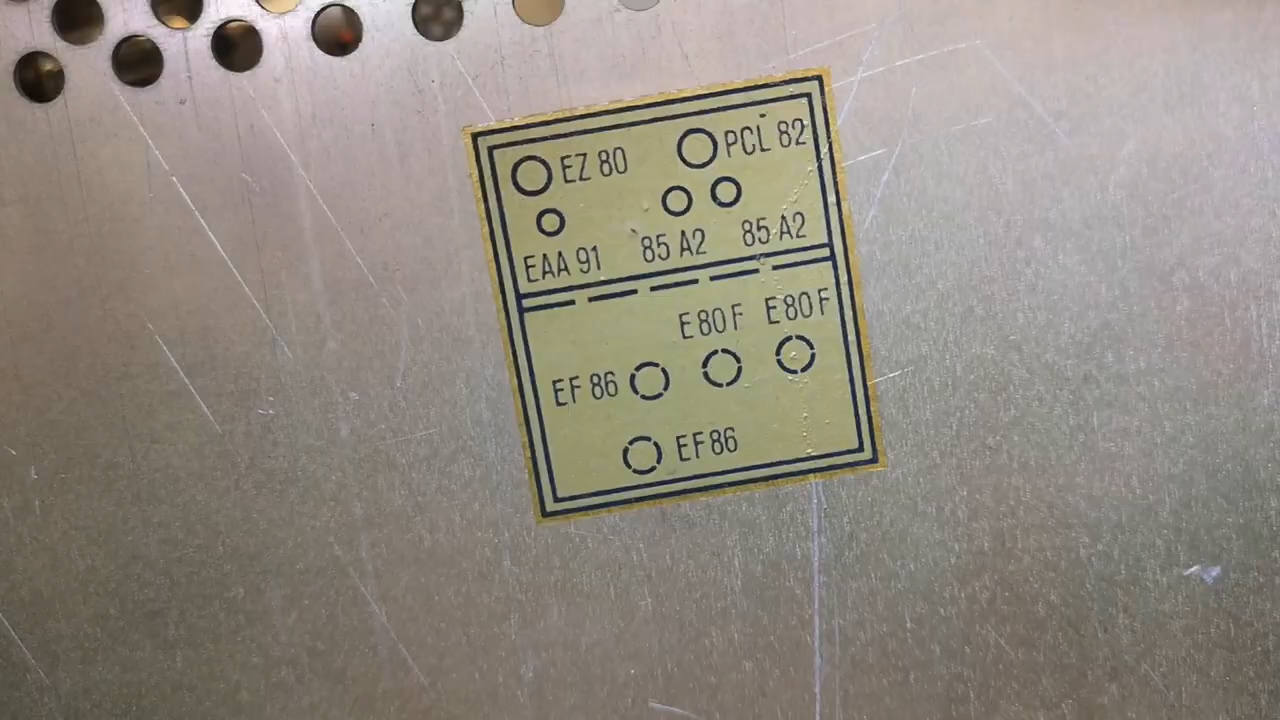 EZ 80 PCL 82
EAA 91 85 A2 85 A2
E 80 F E 80 F
EF 86
EF 86